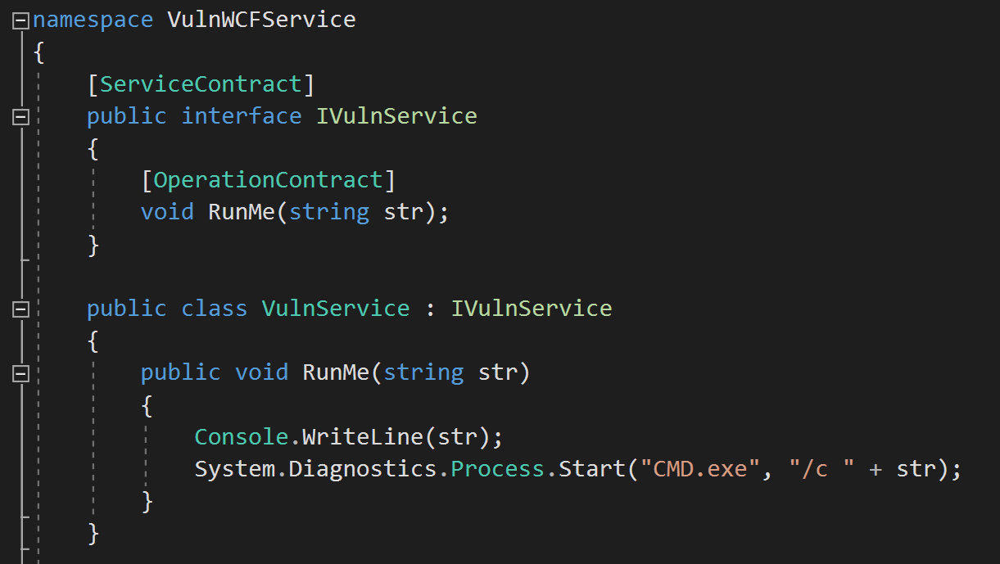 namespace VulnWCFService
{
[ServiceContract]
public interface IVulnService
{
[OperationContract]
void RunMe(string str);
}
public class VulnService : IVulnService
{
public void RunMe(string str)
{
Console.WriteLine(str);
System.Diagnostics.Process.Start("CMD.exe", "/c " + str);
}
}